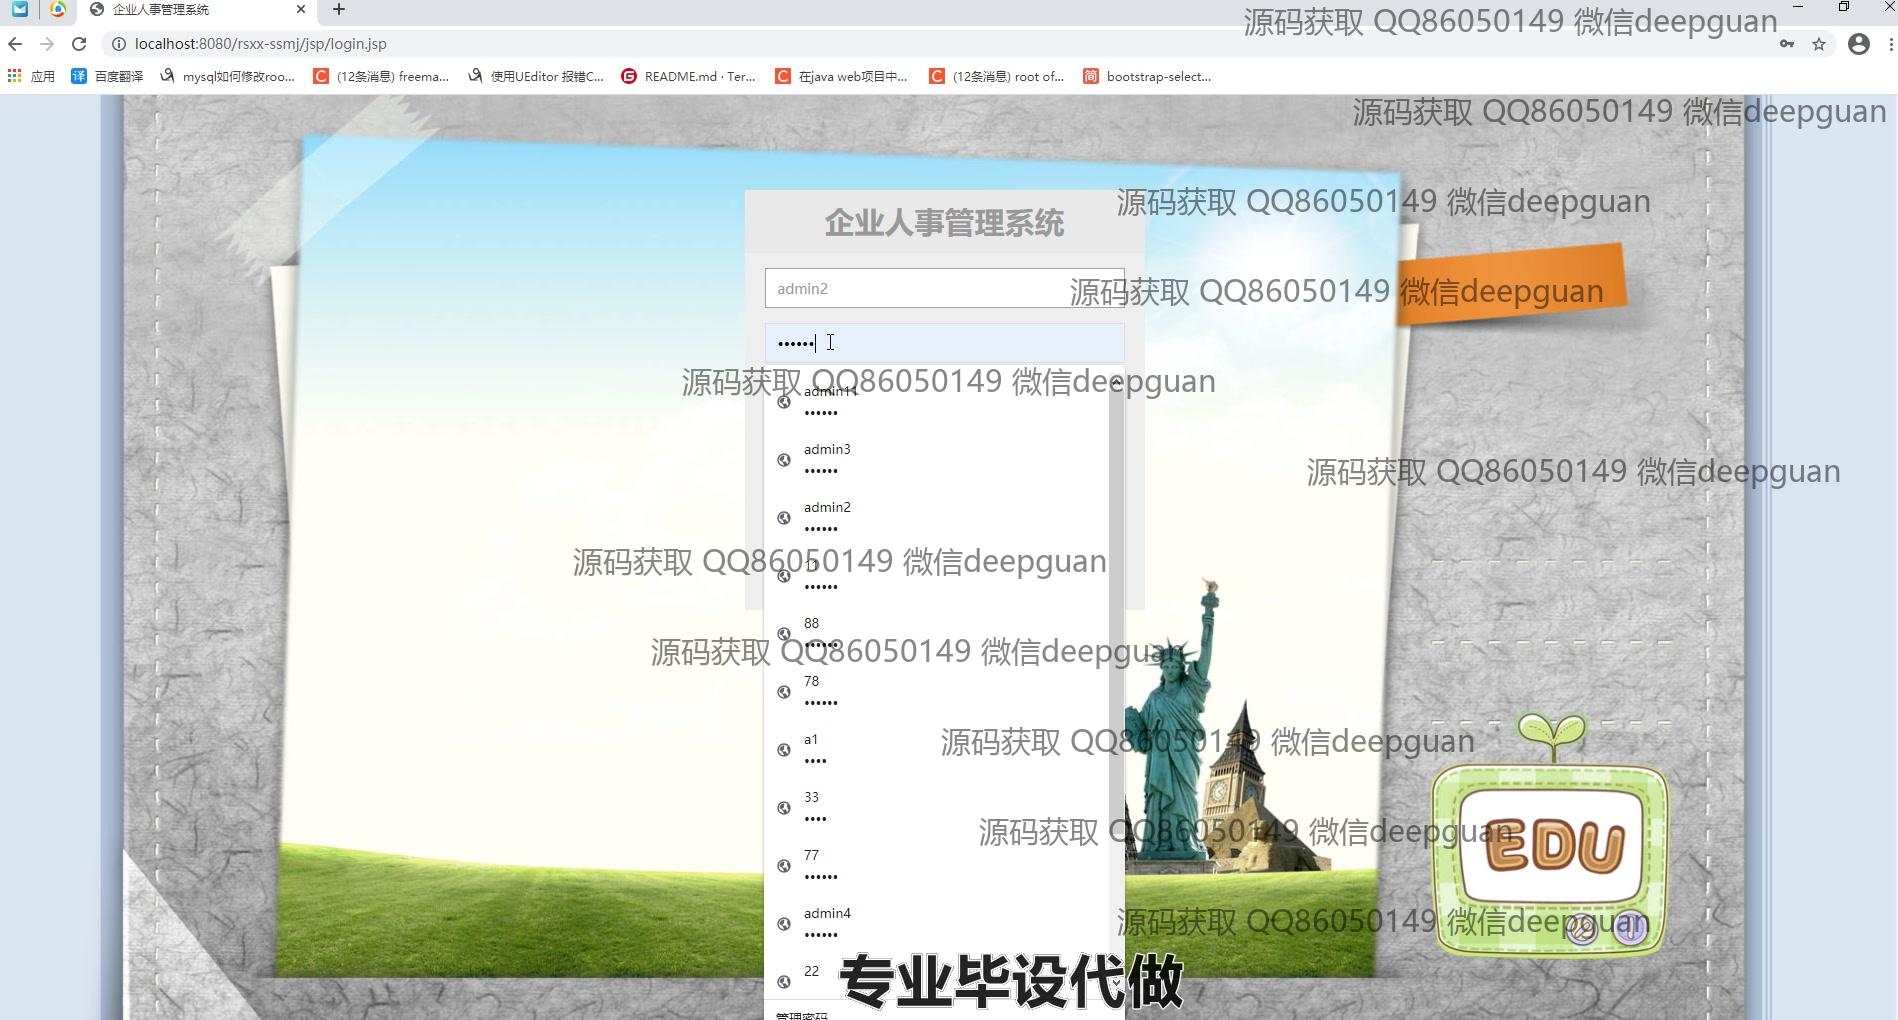 企业人事管理系统
源码获取 QQ86050149 微信deepguan
localhost:8080/rsxx-ssmj/jsp/login.jsp
应用
百度翻译
mysql如何修改roo...
(12条消息) freema...
使用UEditor 报错C...
README.md · Ter...
在java web项目中...
(12条消息) root of...
bootstrap-select...
源码获取 QQ86050149 微信deepguan
源码获取 QQ86050149 微信deepguan
企业人事管理系统
admin2
源码获取 QQ86050149 微信deepguan
••••••
源码获取 QQ86050149 微信deepguan
admin11
••••••
admin3
••••••
源码获取 QQ86050149 微信deepguan
admin2
••••••
源码获取 QQ86050149 微信deepguan
••••••
88
••••••
源码获取 QQ86050149 微信deepguan
78
••••••
a1
••••
源码获取 QQ86050149 微信deepguan
33
••••
源码获取 QQ86050149 微信deepguan
77
••••••
EDU
admin4
••••••
源码获取 QQ86050149 微信deepguan
22
专业毕设代做
管理密码